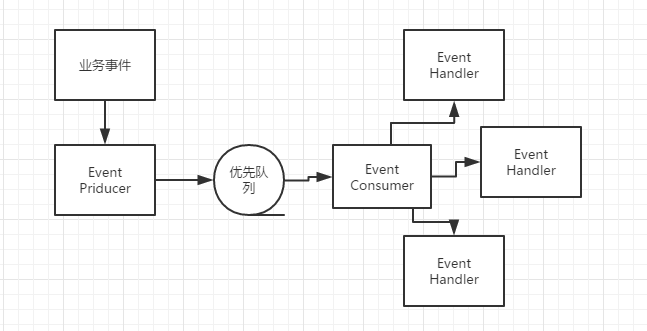 业务事件
Event
Handler
Event
Priducer
优先队
列
Event
Consumer
Event
Handler
Event
Handler